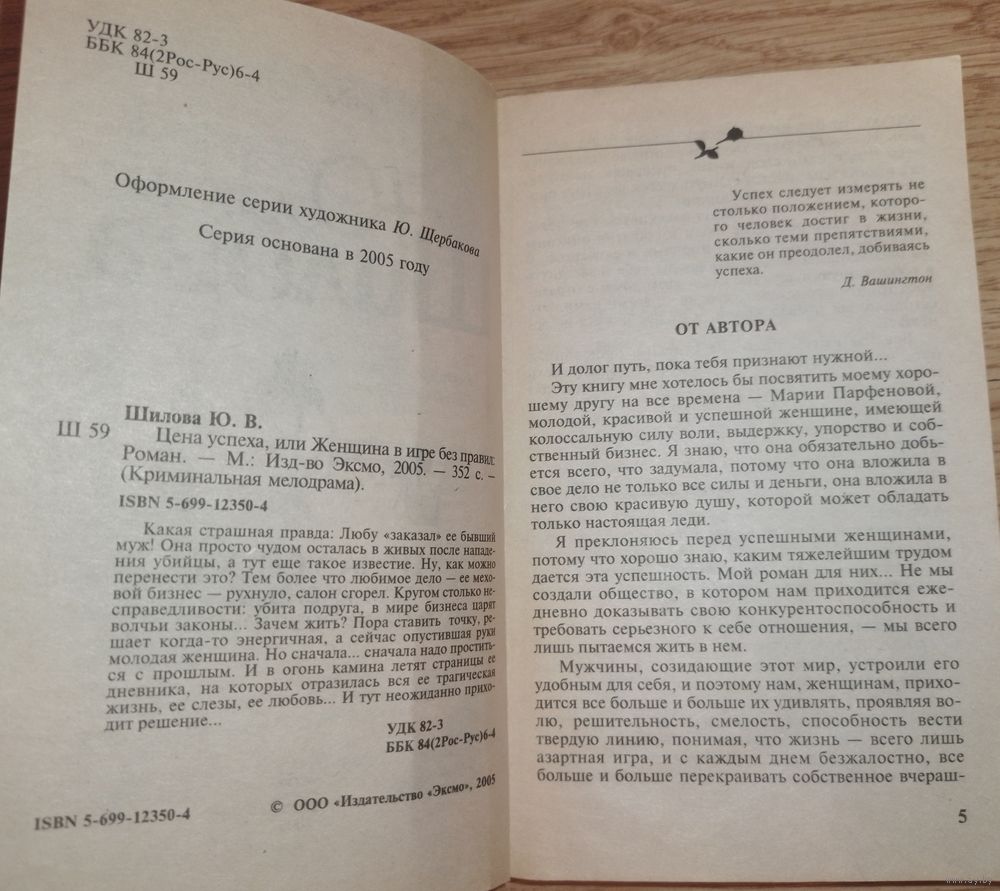 УДК 82-3
ББК 84(2Рос-Рус)6-4
Ш 59
Оформление серии художника Ю. Щербакова
Серия основана в 2005 году
Шилова Ю. В.
Ш 59
Цена успеха, или Женщина в игре без правил:
Роман. — М.: Изд-во Эксмо, 2005. — 352 с. —
(Криминальная мелодрама).
ISBN 5-699-12350-4
Какая страшная правда: Любу «заказал» ее бывший
муж! Она просто чудом осталась в живых после нападе-
ния убийцы, а тут еще такое известие. Ну, как можно
перенести это? Тем более что любимое дело — ее мехо-
вой бизнес — рухнуло, салон сгорел. Кругом столько не-
справедливости: убита подруга, в мире бизнеса царят
волчьи законы... Зачем жить? Пора ставить точку, ре-
шает когда-то энергичная, а сейчас опустившая руки
молодая женщина. Но сначала... сначала надо простить-
ся с прошлым. И в огонь камина летят страницы ее
дневника, на которых отразилась вся ее трагическая
жизнь, ее слезы, ее любовь... И тут неожиданно прихо-
дит решение...
УДК 82-3
ББК 84(2Рос-Рус)6-4
ISBN 5-699-12350-4
© ООО «Издательство «Эксмо», 2005
Успех следует измерять не
столько положением, которо-
го человек достиг в жизни,
сколько теми препятствиями,
какие он преодолел, добиваясь
успеха.
Д. Вашингтон
ОТ АВТОРА
И долог путь, пока тебя признают нужной...
Эту книгу мне хотелось бы посвятить моему хоро-
шему другу на все времена — Марии Парфеновой,
молодой, красивой и успешной женщине, имеющей
колоссальную силу воли, выдержку, упорство и соб-
ственный бизнес. Я знаю, что она обязательно добь-
ется всего, что задумала, потому что она вложила в
свое дело не только все силы и деньги, она вложила в
него свою красивую душу, которой может обладать
только настоящая леди.
Я преклоняюсь перед успешными женщинами,
потому что хорошо знаю, каким тяжелейшим трудом
дается эта успешность. Мой роман для них... Не мы
создали общество, в котором нам приходится еже-
дневно доказывать свою конкурентоспособность и
требовать серьезного к себе отношения, — мы всего
лишь пытаемся жить в нем.
Мужчины, созидающие этот мир, устроили его
удобным для себя, и поэтому нам, женщинам, прихо-
дится все больше и больше их удивлять, проявляя во-
лю, решительность, смелость, способность вести
твердую линию, понимая, что жизнь — всего лишь
азартная игра, и с каждым днем безжалостно, все
больше и больше перекраивать собственное вчераш-
5